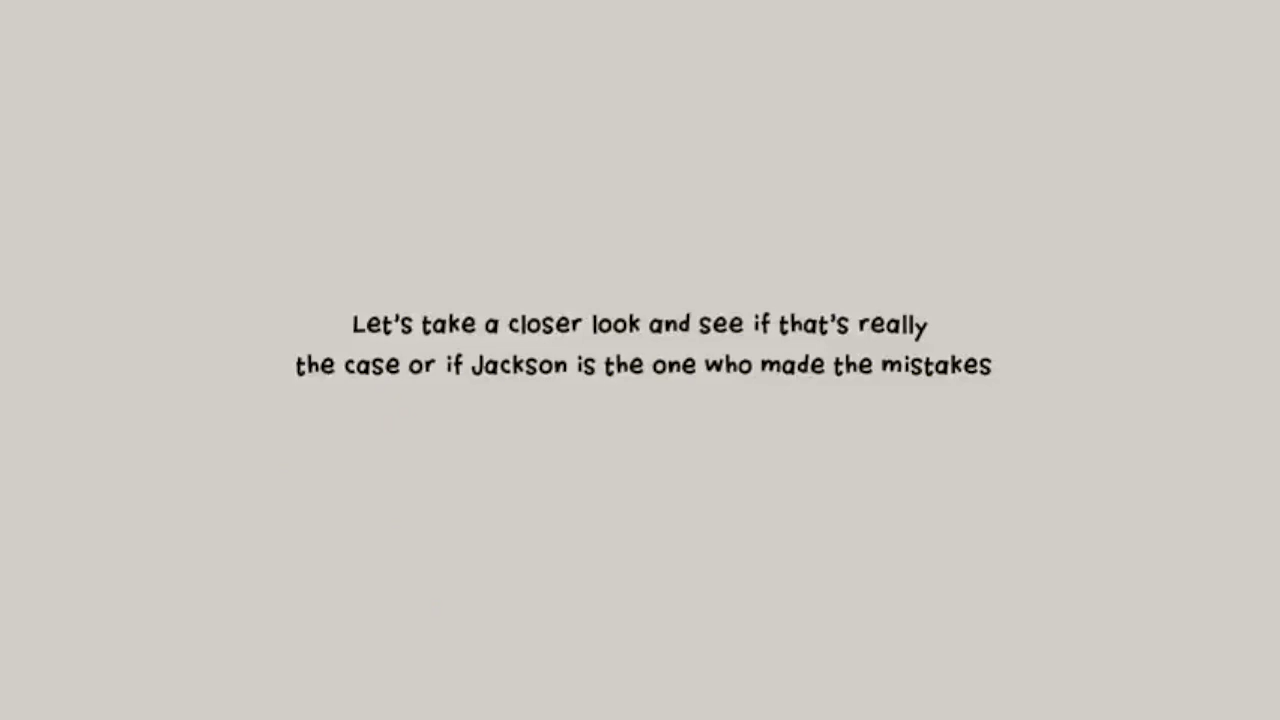 Let's take a closer look and see if that's really
the case or if Jackson is the one who made the mistakes